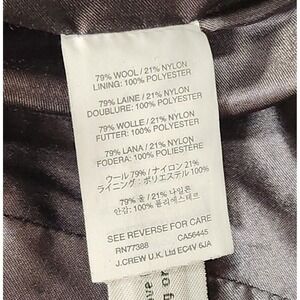 79% WOOL / 21% NYLON
LINING: 100% POLYESTER
79% LAINE / 21% NYLON
DOUBLURE: 100% POLYESTER
79% WOLLE / 21% NYLON
FUTTER: 100% POLYESTER
79% LANA / 21% NYLON
FODERA: 100% POLIESTERE
ウール 79% / ナイロン 21%
ライニング : ポリエステル 100%
79% 울 / 21% 나일론
안감: 100% 폴리에스테르
SEE REVERSE FOR CARE
RN77388 CA56445
J.CREW U.K. Ltd EC4V 6JA